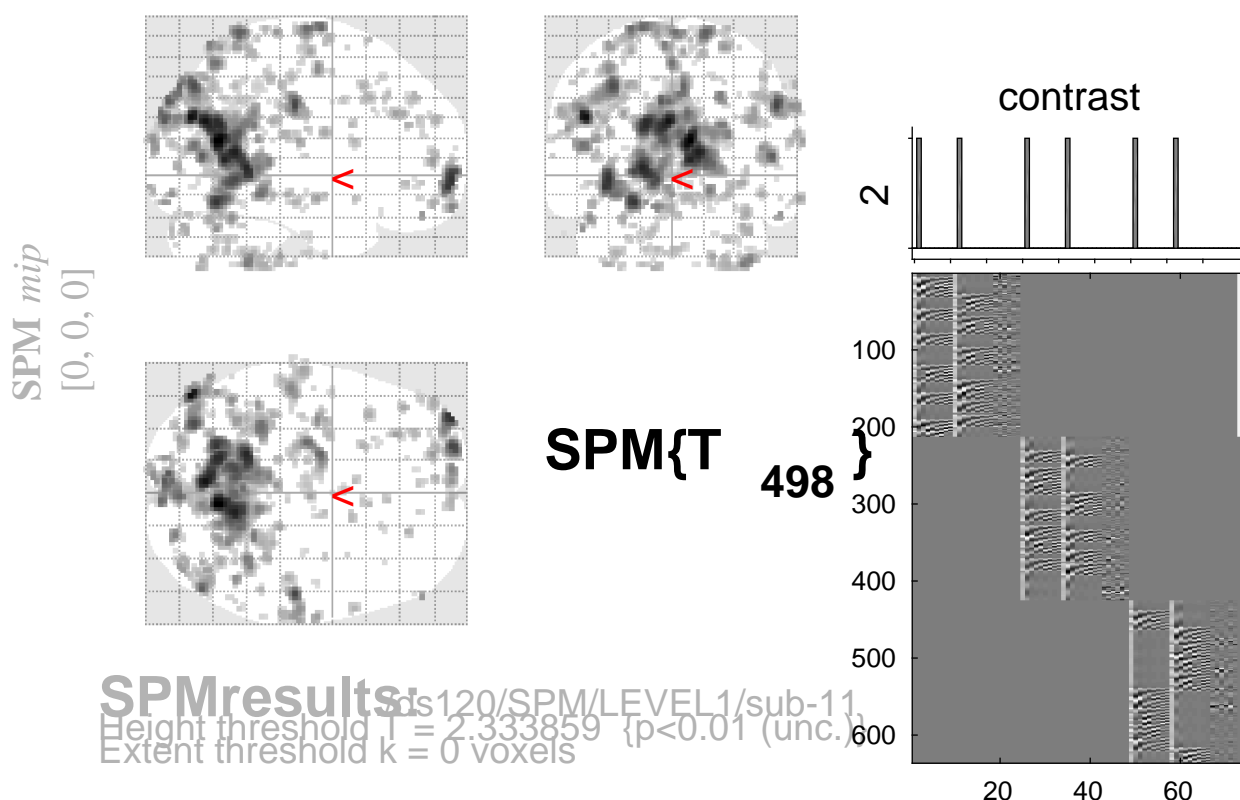 SPM mip
[0, 0, 0]
<
<
<
SPM{T498}
contrast
2
100
200
300
400
500
600
20
40
60
SPMresults: /ds120/SPM/LEVEL1/sub-11
Height threshold T = 2.333859 {p<0.01 (unc.)}
Extent threshold k = 0 voxels